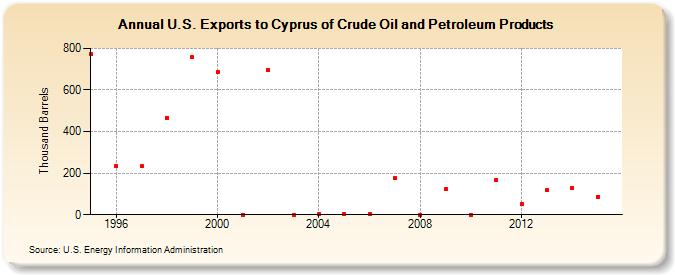 Annual U.S. Exports to Cyprus of Crude Oil and Petroleum Products
Thousand Barrels
800
600
400
200
0
1996 2000 2004 2008 2012
Source: U.S. Energy Information Administration